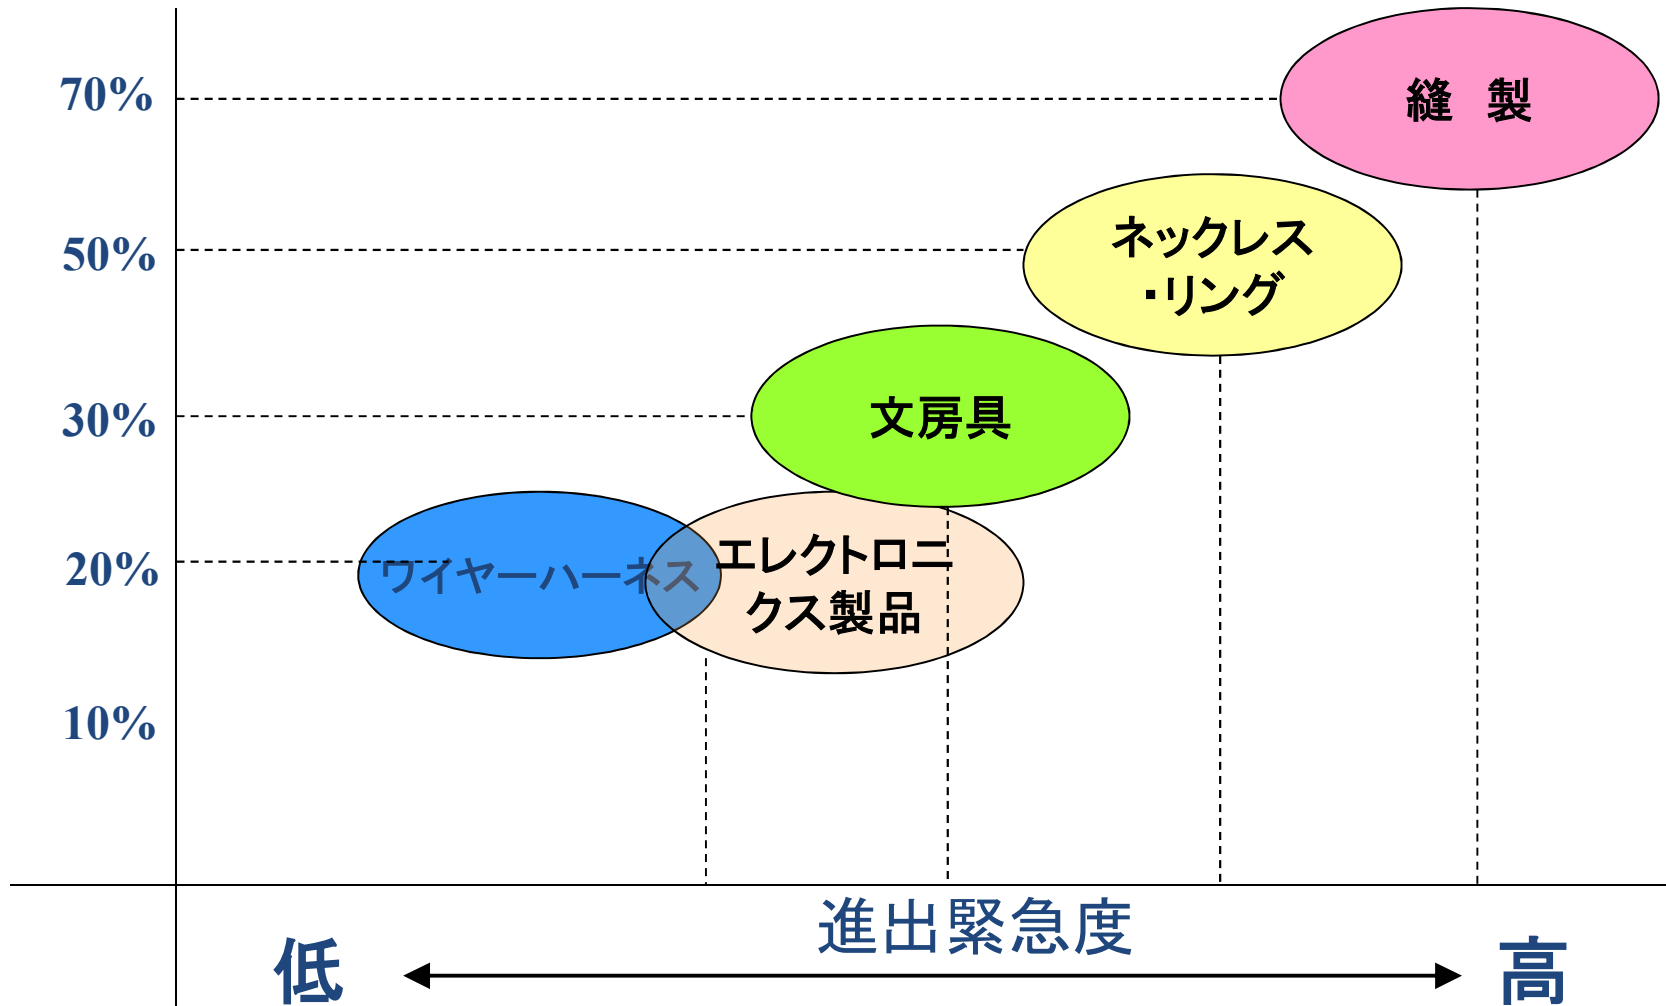 70%
縫　製
50%
ネックレス
・リング
30%
文房具
20%
ワイヤーハーネス
エレクトロニ
クス製品
10%
進出緊急度
低
高